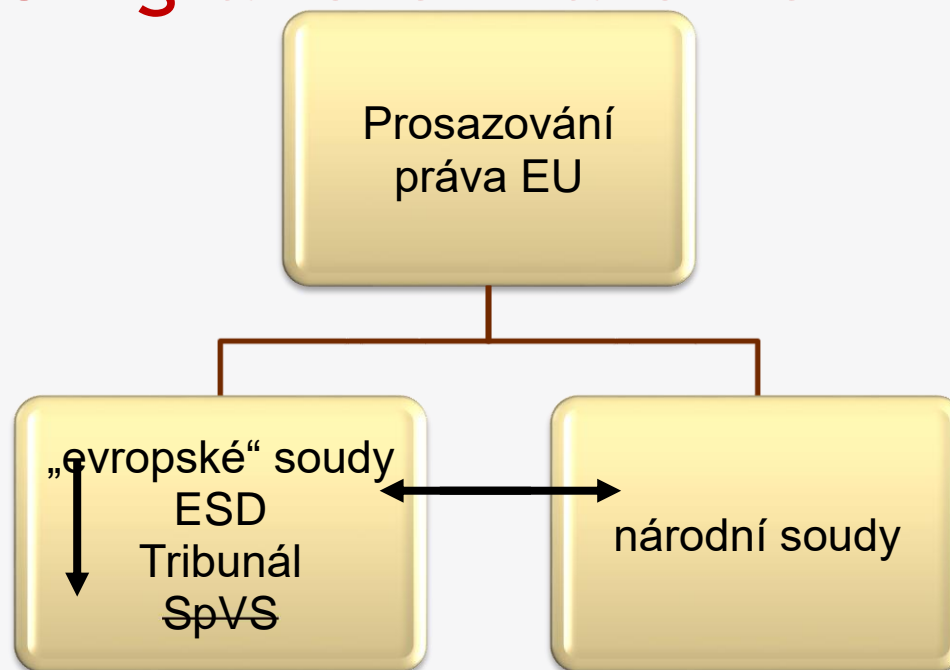 Prosazování
práva EU
„evropské“ soudy
ESD
Tribunál
SpVS
národní soudy